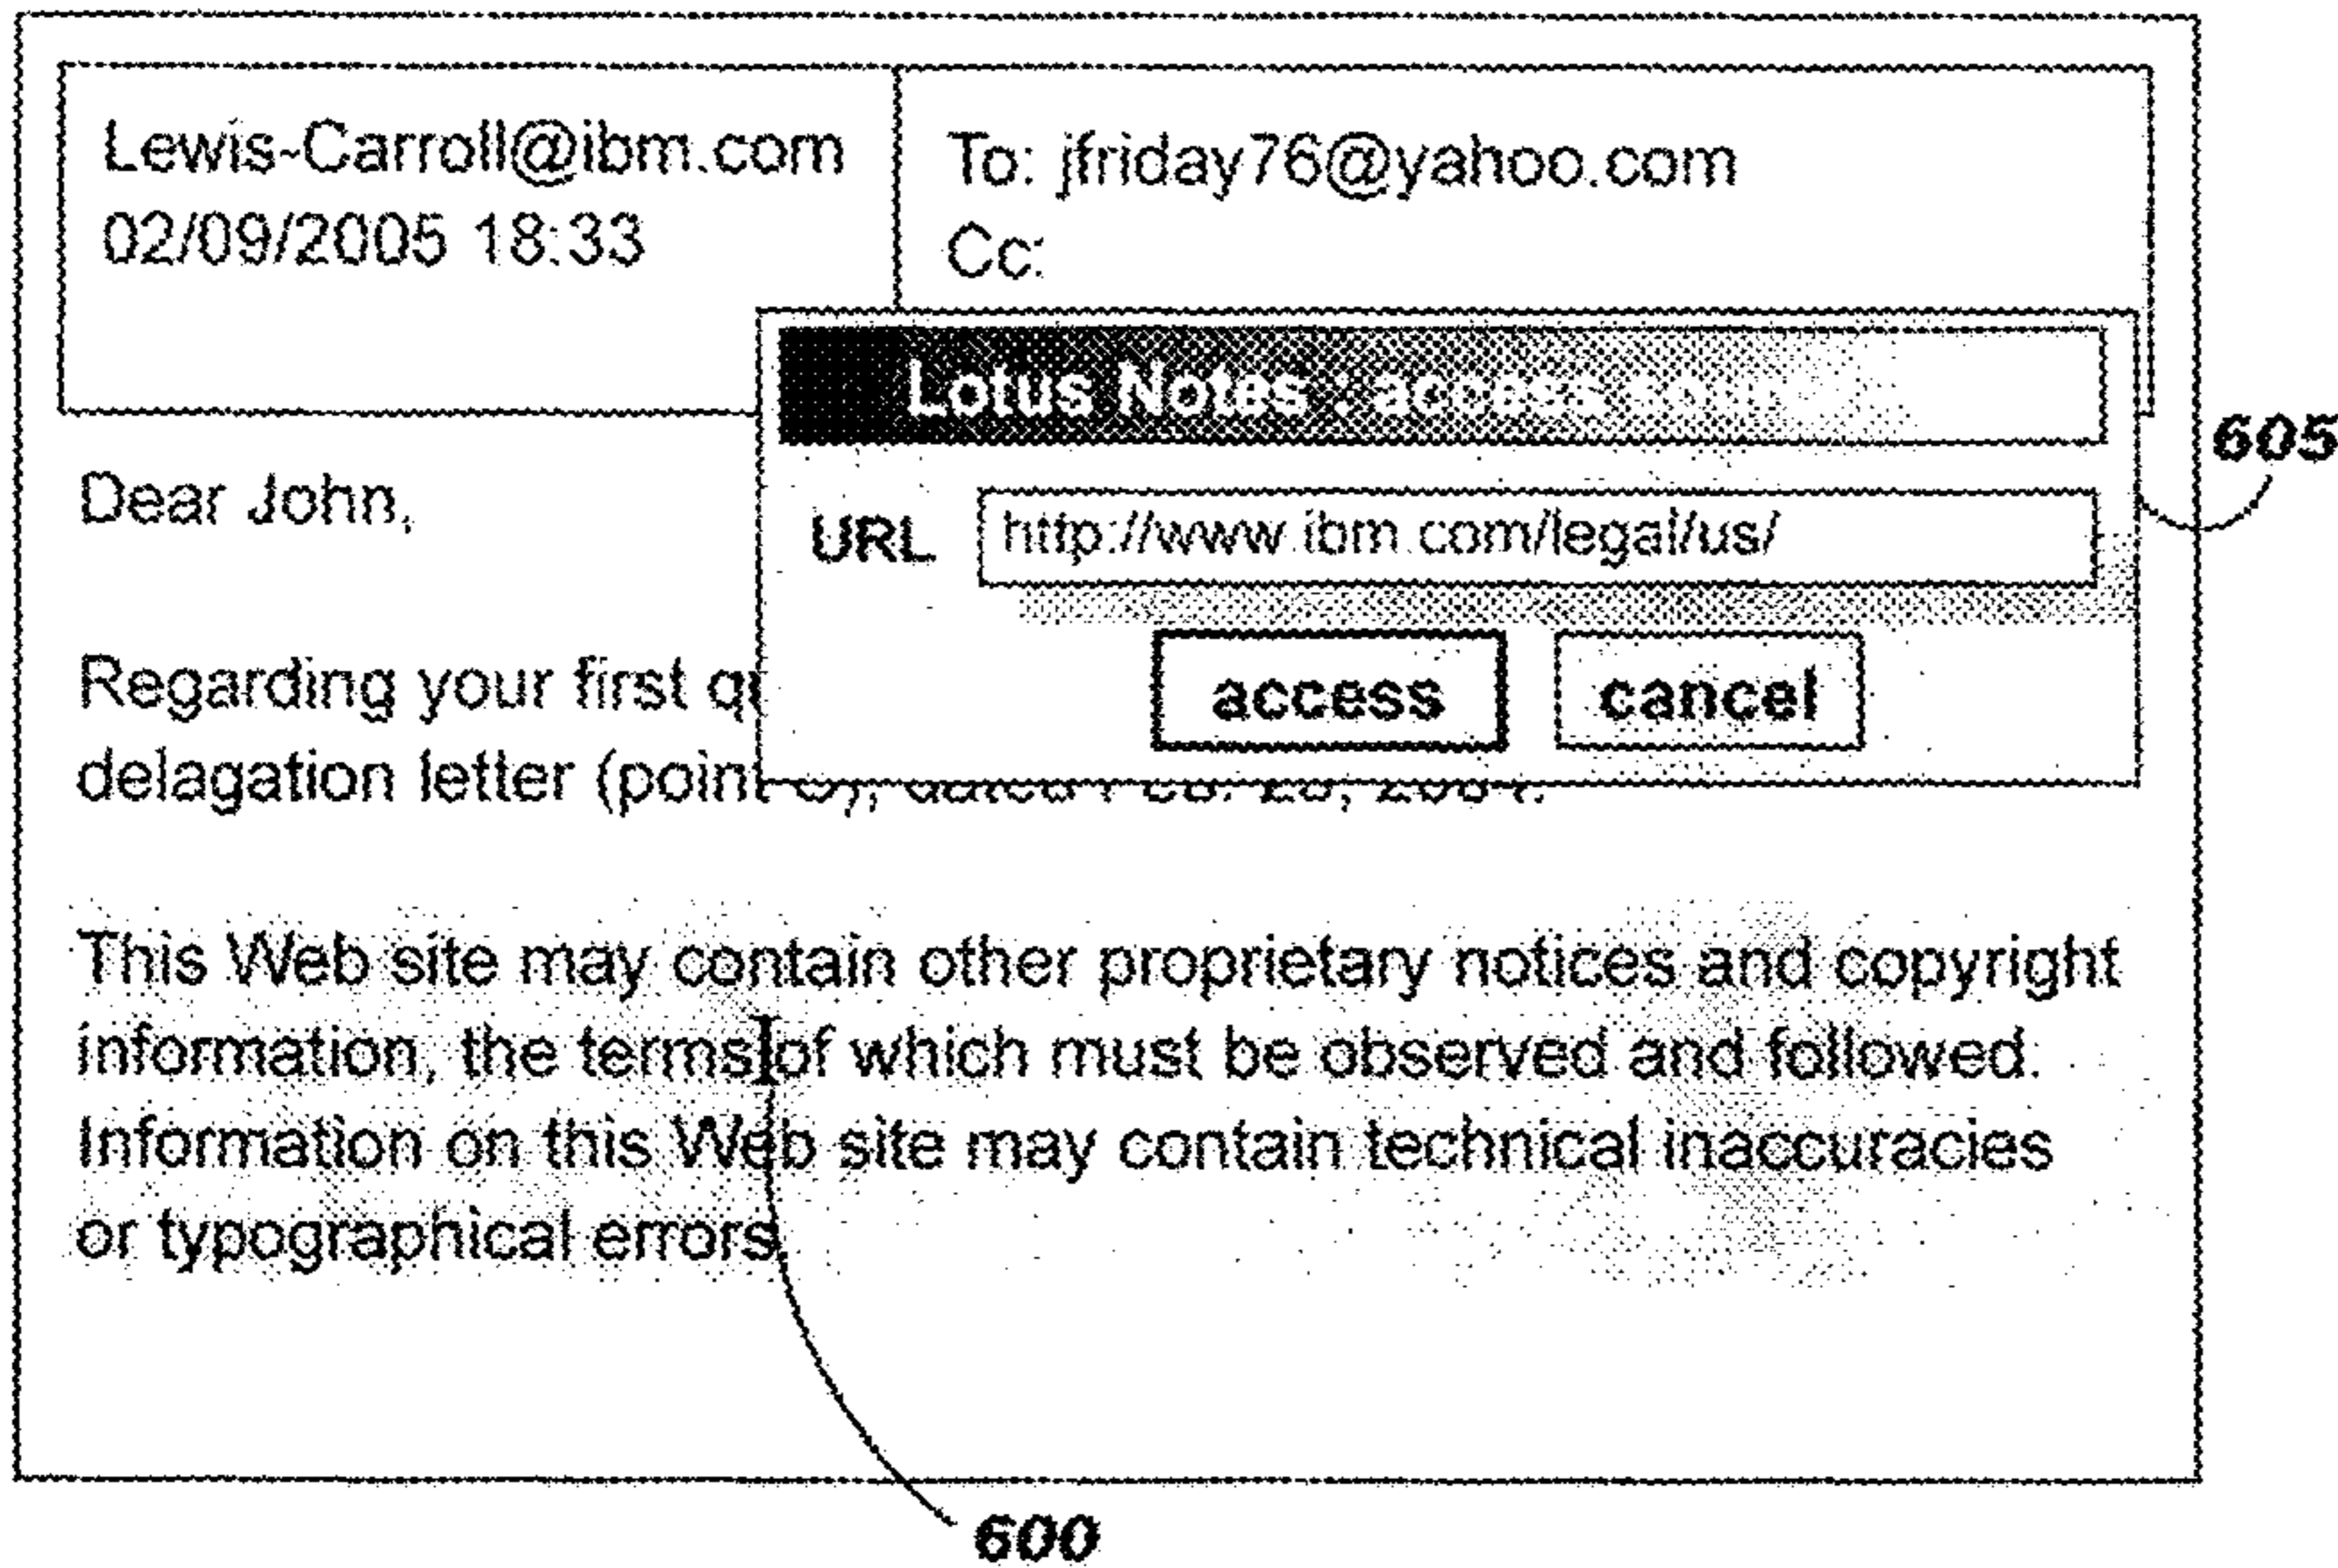 Lewis-Carroll@ibm.com
02/09/2005 18:33
To: jfriday76@yahoo.com
Cc:
Lotus Notes : access sour
605
URL http://www.ibm.com/legal/us/
access cancel
Dear John,
Regarding your first
delagation letter (point
This Web site may contain other proprietary notices and copyright
information, the terms of which must be observed and followed.
Information on this Web site may contain technical inaccuracies
or typographical errors.
600